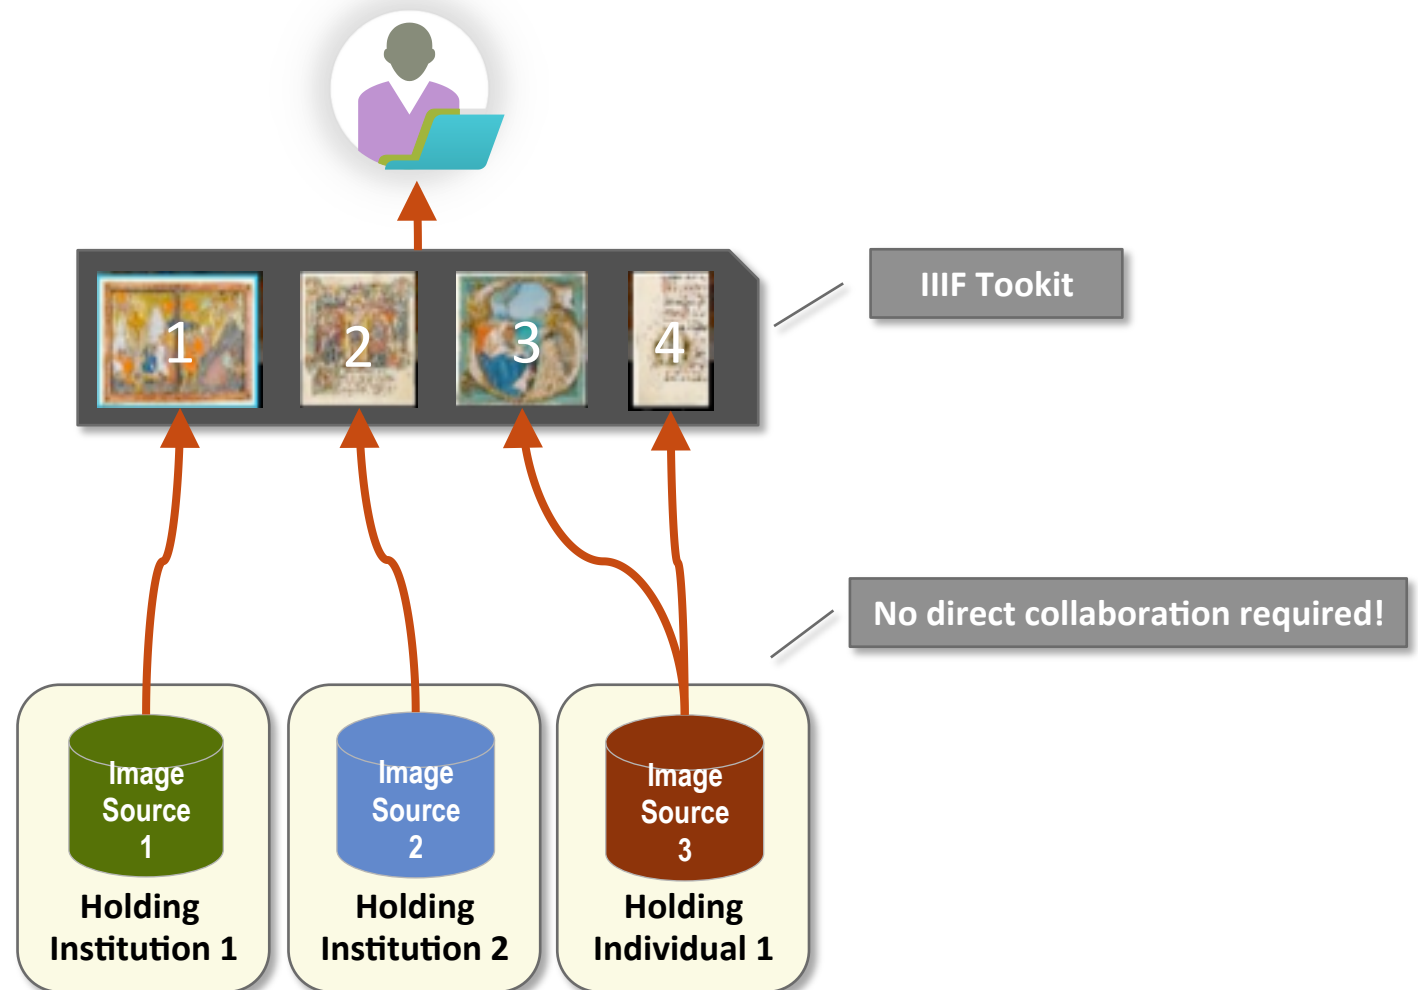 1 2 3 4
IIIF Tookit
No direct collaboration required!
Image
Source
1
Image
Source
2
Image
Source
3
Holding
Institution 1
Holding
Institution 2
Holding
Individual 1